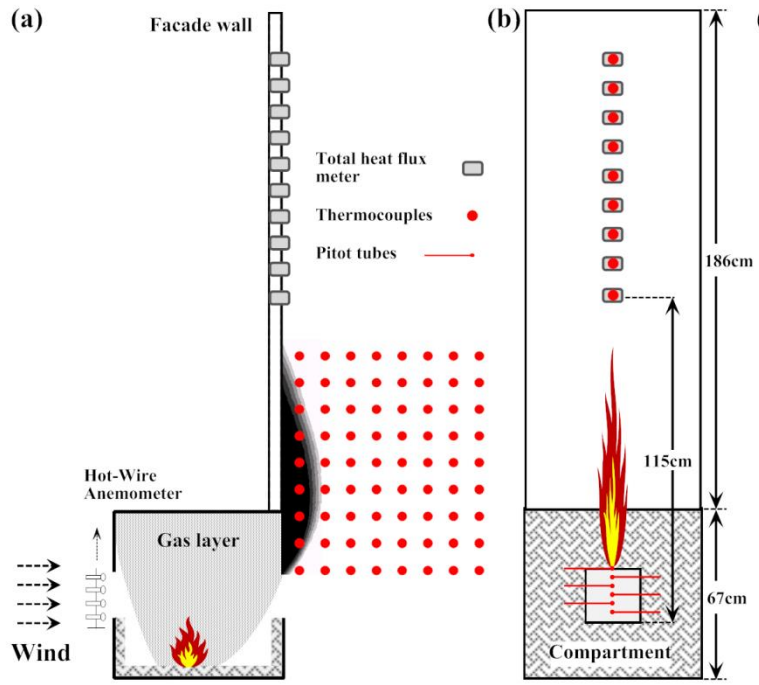 (a)
Facade wall
Total heat flux
meter
Thermocouples
Pitot tubes
Hot-Wire
Anemometer
Gas layer
Wind
(b)
186cm
115cm
67cm
Compartment